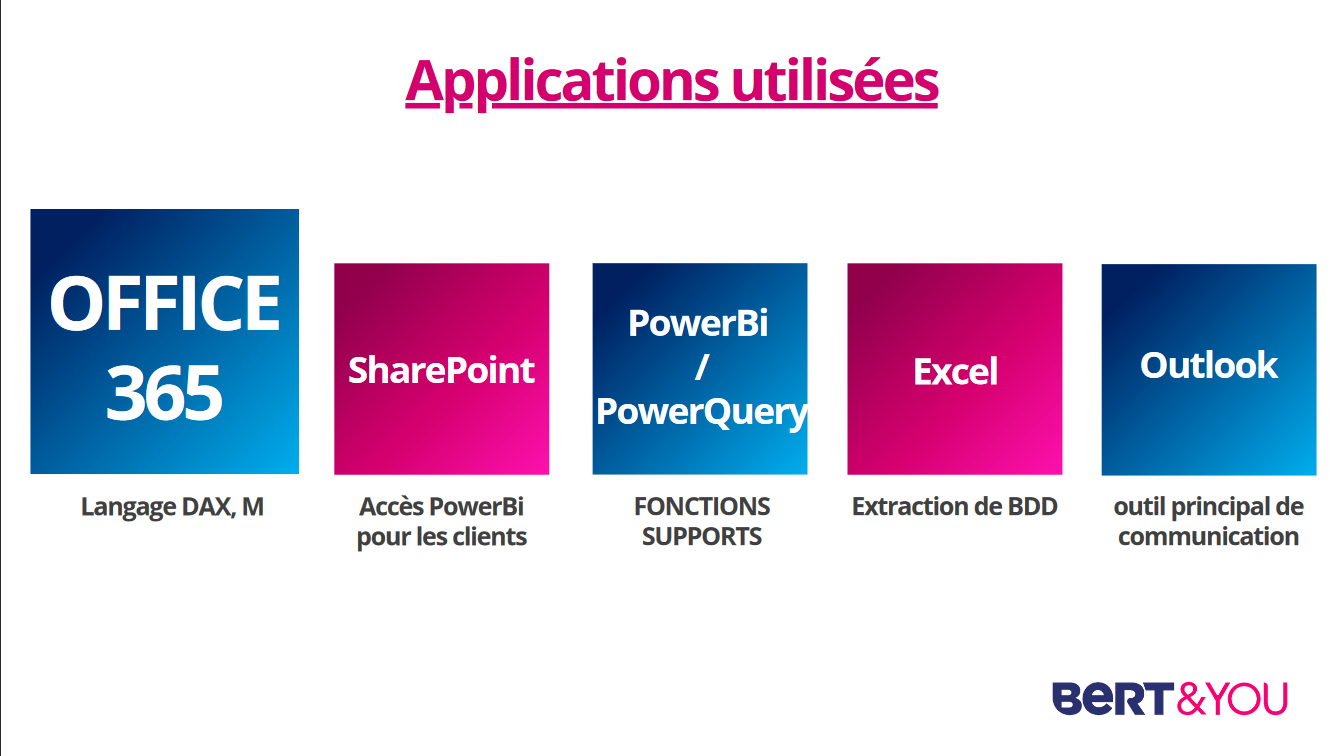 Applications utilisées
OFFICE
365
Langage DAX, M
SharePoint
Accès PowerBi
pour les clients
PowerBi
/
PowerQuery
FONCTIONS
SUPPORTS
Excel
Extraction de BDD
Outlook
outil principal de
communication
BeRT&YOU